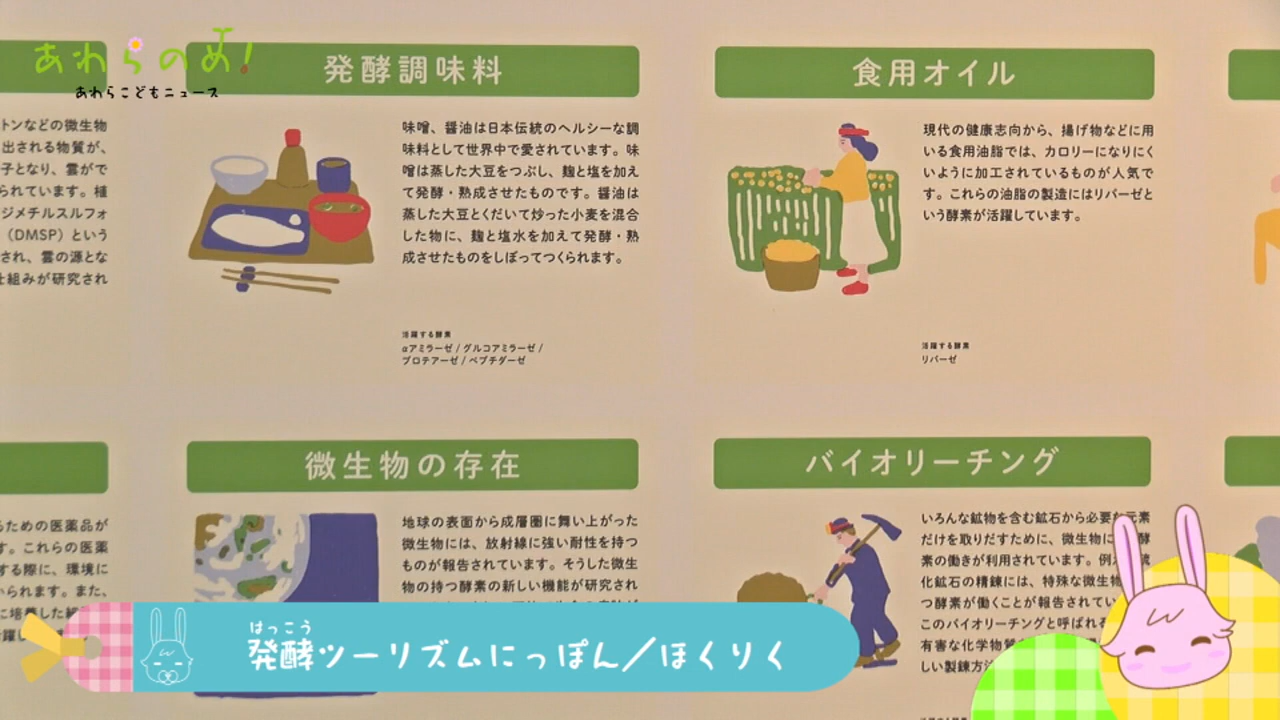 あわらのめ!
あわらこどもニュース
トンなどの微生物
出される物質が、
子となり、雲がで
られています。植
ジメチルスルフォ
(DMSP)という
され、雲の源とな
仕組みが研究され
発酵調味料
味噌、醤油は日本伝統のヘルシーな調
味料として世界中で愛されています。味
噌は蒸した大豆をつぶし、麹と塩を加え
て発酵・熟成させたものです。醤油は
蒸した大豆とくだいて炒った小麦を混合
した物に、麹と塩水を加えて発酵・熟
成させたものをしぼってつくられます。
活躍する酵素
αアミラーゼ / グルコアミラーゼ /
プロテアーゼ / ペプチダーゼ
食用オイル
現代の健康志向から、揚げ物などに用
いる食用油脂では、カロリーになりにく
いように加工されているものが人気で
す。これらの油脂の製造にはリパーゼと
いう酵素が活躍しています。
活躍する酵素
リパーゼ
るための医薬品が
す。これらの医薬
する際に、環境に
いられます。また、
微生物の存在
地球の表面から成層圏に舞い上がった
微生物には、放射線に強い耐性を持つ
ものが報告されています。そうした微生
物の持つ酵素の新しい機能が研究され
バイオリーチング
いろんな鉱物を含む鉱石から必要な元素
だけを取りだすために、微生物に
酵
素の働きが利用されています。例
硫
化鉱石の精錬には、特殊な微生物
つ酵素が働くことが報告されてい
このバイオリーチングと呼ばれる
有害な化学物質
しい製錬方法
はっこう
発酵ツーリズムにっぽん/ほくりく